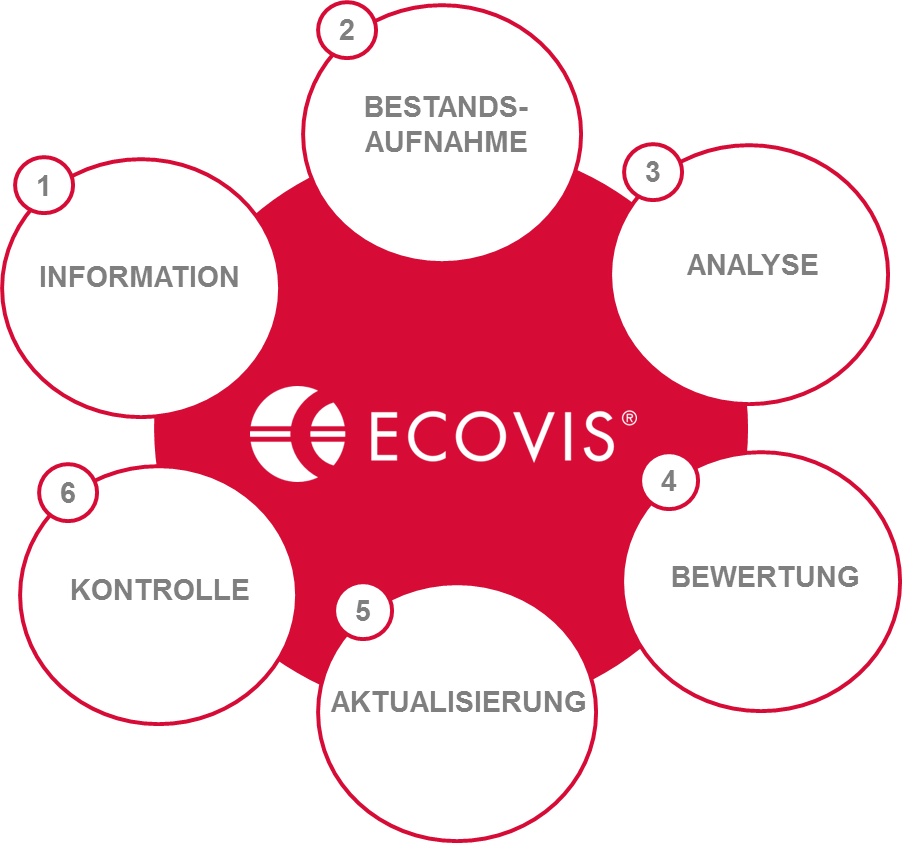 1
INFORMATION
2
BESTANDS-
AUFNAHME
3
ANALYSE
4
BEWERTUNG
5
AKTUALISIERUNG
6
KONTROLLE
ECOVIS®